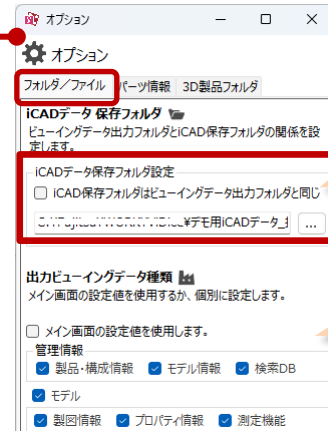 オプション
オプション
フォルダ/ファイル パーツ情報 3D製品フォルダ
iCADデータ 保存フォルダ
ビューイングデータ出力フォルダとiCAD保存フォルダの関係を設
定します。
iCADデータ保存フォルダ設定
iCAD保存フォルダはビューイングデータ出力フォルダと同じ
¥デモ用iCADデータ_ ...
出力ビューイングデータ種類
メイン画面の設定値を使用するか、個別に設定します。
メイン画面の設定値を使用します。
管理情報
製品・構成情報 モデル情報 検索DB
モデル
製図情報 プロパティ情報 測定機能